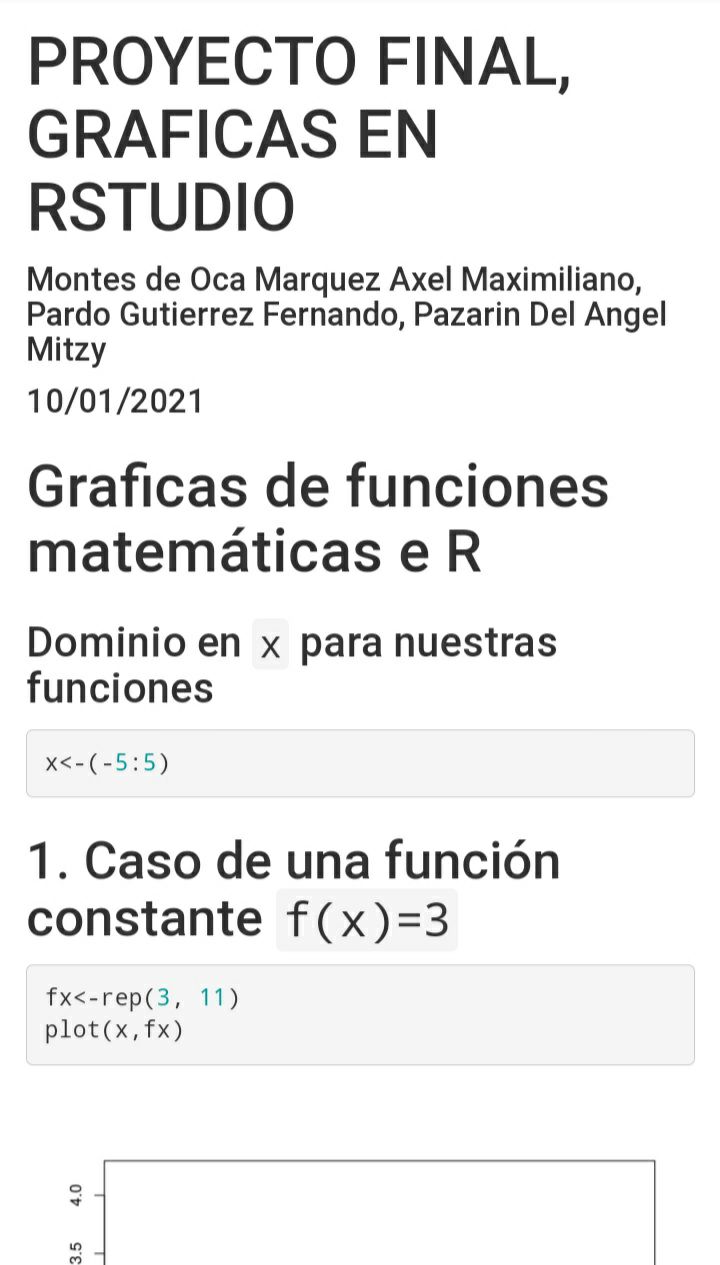 PROYECTO FINAL,
GRAFICAS EN
RSTUDIO
Montes de Oca Marquez Axel Maximiliano,
Pardo Gutierrez Fernando, Pazarin Del Angel
Mitzy
10/01/2021
Graficas de funciones
matemáticas e R
Dominio en x para nuestras
funciones
x<-(-5:5)
1. Caso de una función
constante f(x)=3
fx<-rep(3, 11)
plot(x,fx)
4.0
3.5